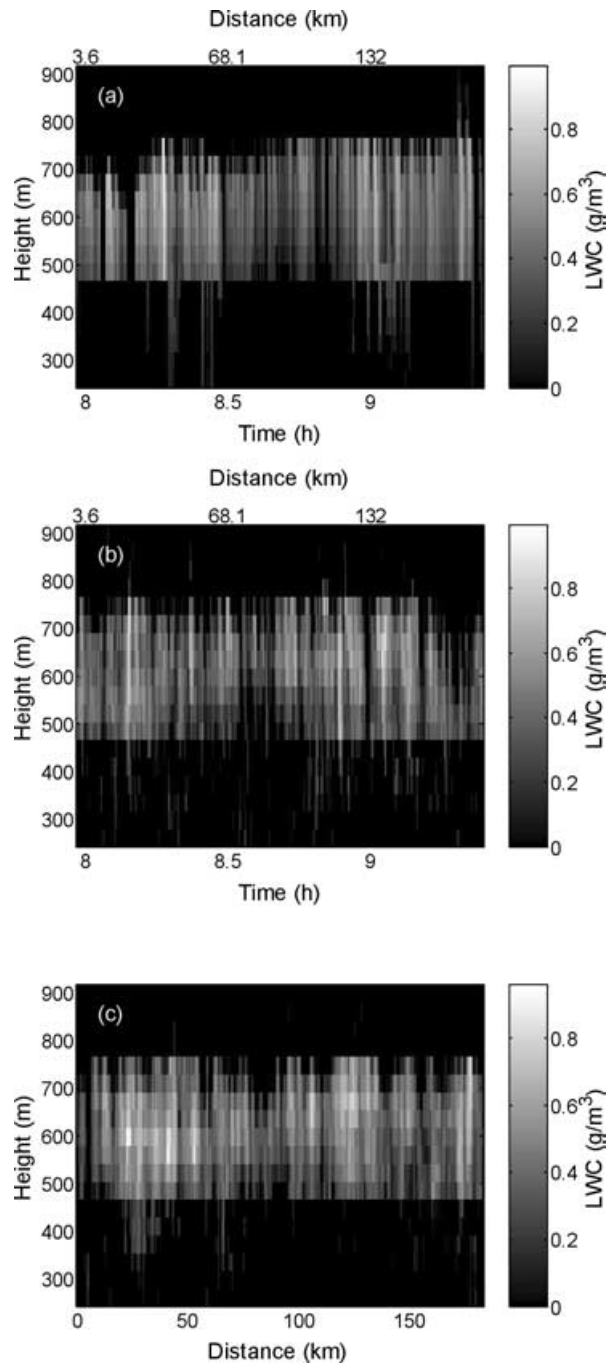 Distance (km)
3.6 68.1 132
(a)
900
800
700
600
500
400
300
Height (m)
8 8.5 9
Time (h)
0.8
0.6
0.4
0.2
0
LWC (g/m³)
Distance (km)
3.6 68.1 132
(b)
900
800
700
600
500
400
300
Height (m)
8 8.5 9
Time (h)
0.8
0.6
0.4
0.2
0
LWC (g/m³)
(c)
900
800
700
600
500
400
300
Height (m)
0 50 100 150
Distance (km)
0.8
0.6
0.4
0.2
0
LWC (g/m³)